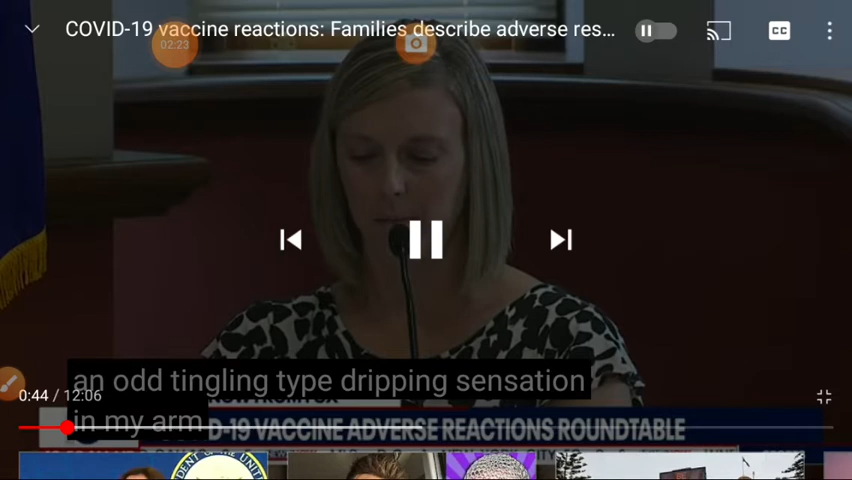 COVID-19 vaccine reactions: Families describe adverse res...
02:23
CC
an odd tingling type dripping sensation
in my arm
0:44 / 12:06
D-19 VACCINE ADVERSE REACTIONS ROUNDTABLE